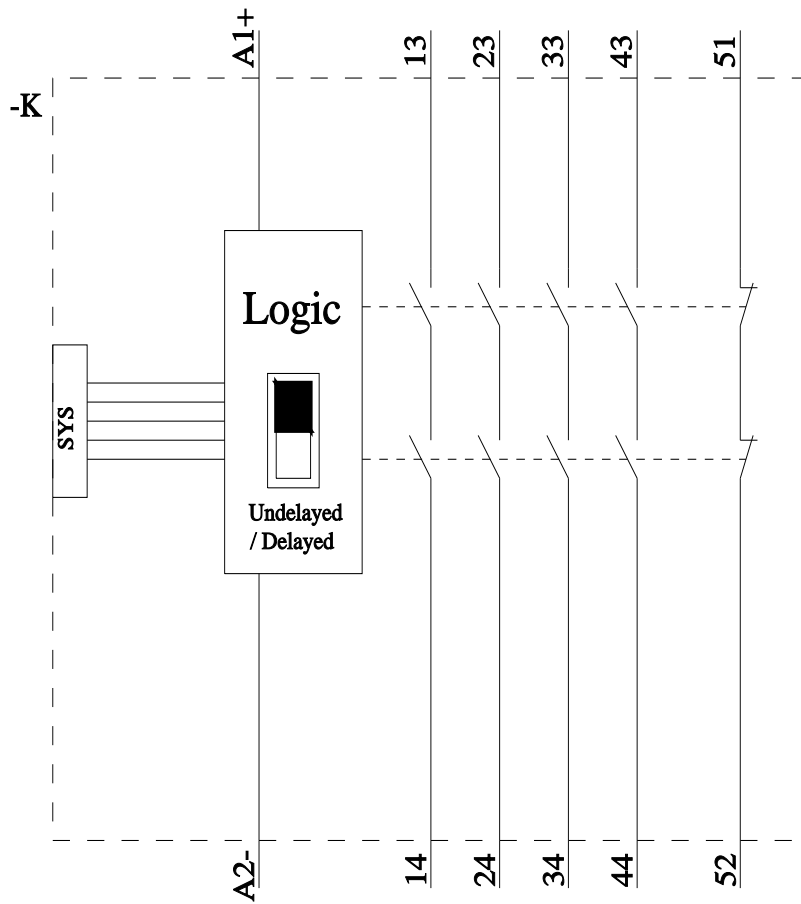 A1+
13
23
33
43
51
-K
Logic
SYS
Undelayed
/ Delayed
A2-
14
24
34
44
52